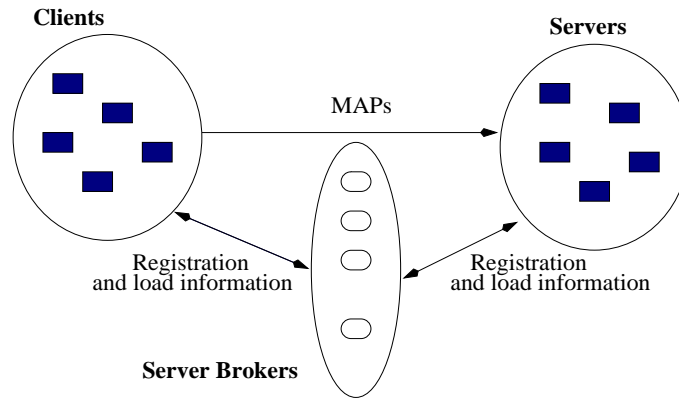 Clients
Servers
MAPs
Registration
and load information
Registration
and load information
Server Brokers